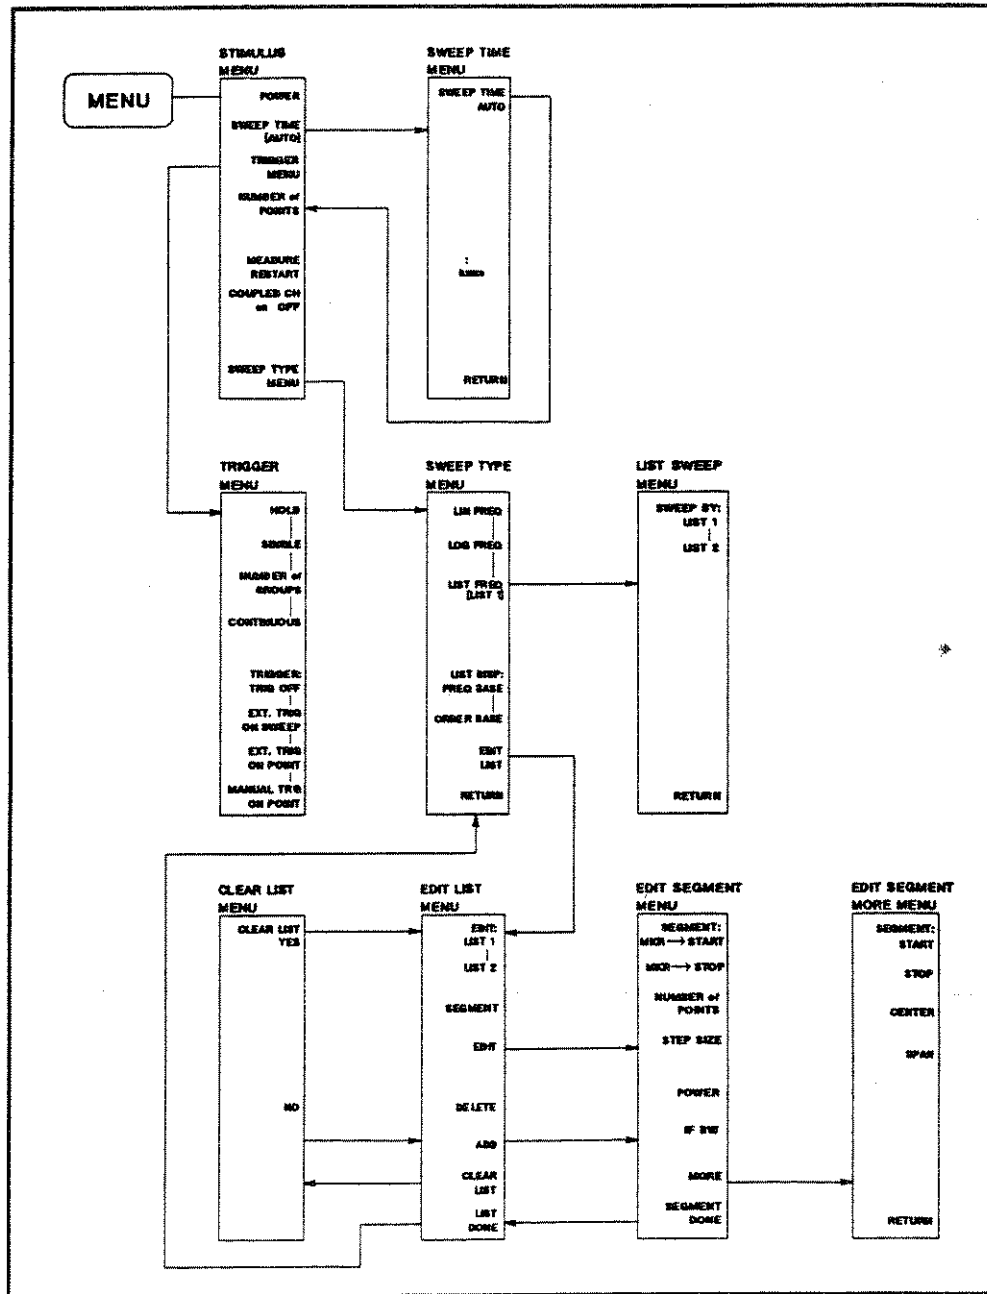 MENU
STIMULUS
MENU
POWER
SWEEP TIME
[AUTO]
TRIGGER
MENU
NUMBER of
POINTS
MEASURE
RESTART
COUPLED CH
on OFF
SWEEP TYPE
MENU
SWEEP TIME
MENU
SWEEP TIME
AUTO
:
RETURN
TRIGGER
MENU
HOLD
SINGLE
NUMBER of
GROUPS
CONTINUOUS
TRIGGER:
TRIG OFF
EXT. TRIG
ON SWEEP
EXT. TRIG
ON POINT
MANUAL TRG
ON POINT
SWEEP TYPE
MENU
LIN FREQ
LOG FREQ
LIST FREQ
[LIST 1]
LIST DISP:
FREQ BASE
ORDER BASE
EDIT
LIST
RETURN
LIST SWEEP
MENU
SWEEP BY:
LIST 1
LIST 2
RETURN
CLEAR LIST
MENU
CLEAR LIST
YES
NO
EDIT LIST
MENU
EDIT:
LIST 1
LIST 2
SEGMENT
EDIT
DELETE
ADD
CLEAR
LIST
LIST
DONE
EDIT SEGMENT
MENU
SEGMENT:
MKR→START
MKR→STOP
NUMBER of
POINTS
STEP SIZE
POWER
IF BW
MORE
SEGMENT
DONE
EDIT SEGMENT
MORE MENU
SEGMENT:
START
STOP
CENTER
SPAN
RETURN